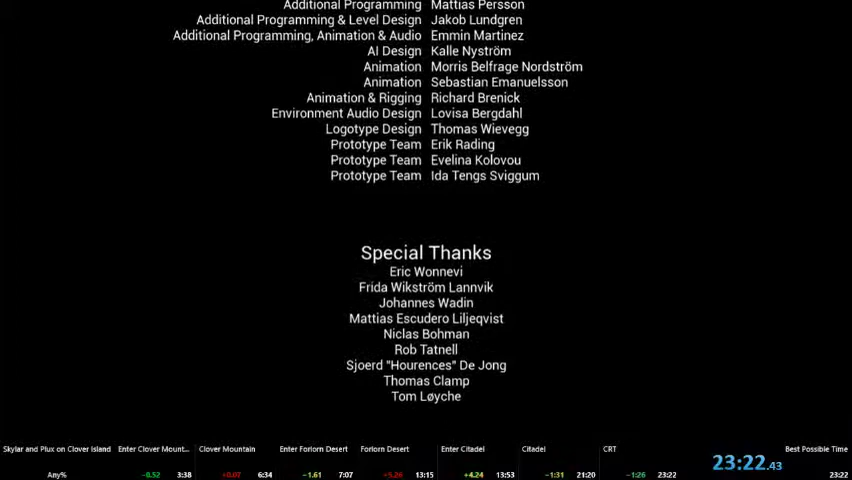 Additional Programming Mattias Persson
Additional Programming & Level Design Jakob Lundgren
Additional Programming, Animation & Audio Emmin Martinez
AI Design Kalle Nyström
Animation Morris Belfrage Nordström
Animation Sebastian Emanuelsson
Animation & Rigging Richard Brenick
Environment Audio Design Lovisa Bergdahl
Logotype Design Thomas Wievegg
Prototype Team Erik Rading
Prototype Team Evelina Kolovou
Prototype Team Ida Tengs Sviggum
Special Thanks
Eric Wonnevi
Frida Wikström Lannvik
Johannes Wadin
Mattias Escudero Liljeqvist
Niclas Bohman
Rob Tatnell
Sjoerd "Hourences" De Jong
Thomas Clamp
Tom Løyche
Skylar and Plux on Clover Island Enter Clover Mount... Clover Mountain Enter Forlorn Desert Forlorn Desert Enter Citadel Citadel CRT Best Possible Time
Any% -0.52 3:38 +0.07 6:34 -1.61 7:07 +5.26 13:15 +4.24 13:53 -1:31 21:20 -1:26 23:22 23:22.43 23:22